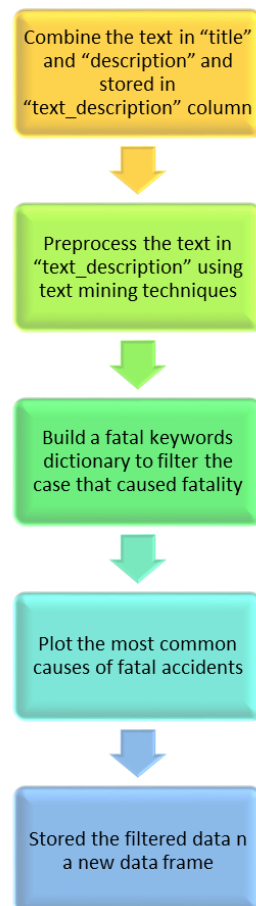 Combine the text in “title”
and “description” and
stored in
“text_description” column
Preprocess the text in
“text_description” using
text mining techniques
Build a fatal keywords
dictionary to filter the
case that caused fatality
Plot the most common
causes of fatal accidents
Stored the filtered data n
a new data frame